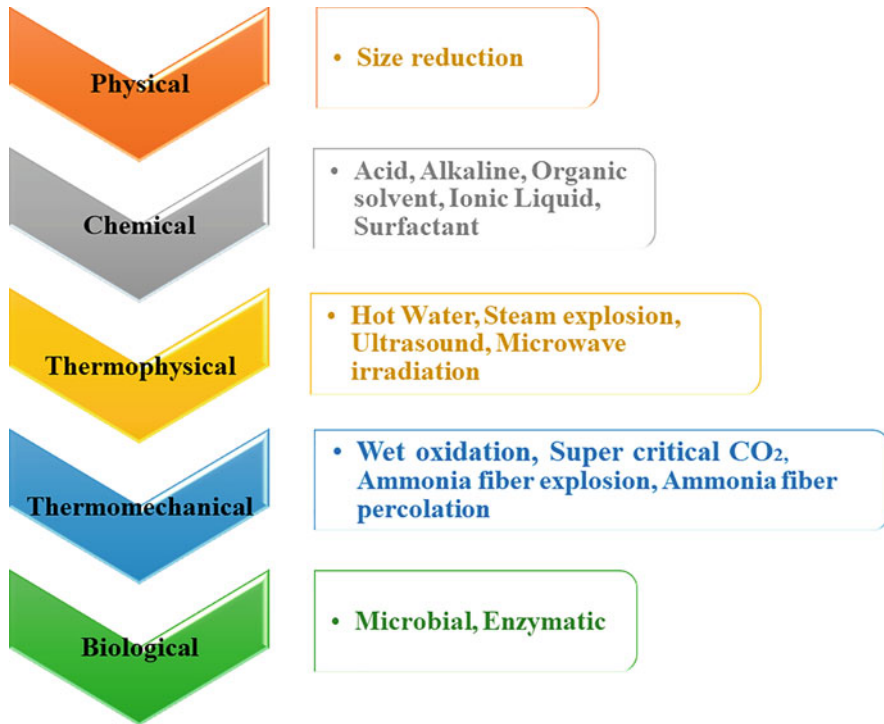 Physical
• Size reduction
Chemical
• Acid, Alkaline, Organic
solvent, Ionic Liquid,
Surfactant
Thermophysical
• Hot Water, Steam explosion,
Ultrasound, Microwave
irradiation
Thermomechanical
• Wet oxidation, Super critical CO₂,
Ammonia fiber explosion, Ammonia fiber
percolation
Biological
• Microbial, Enzymatic